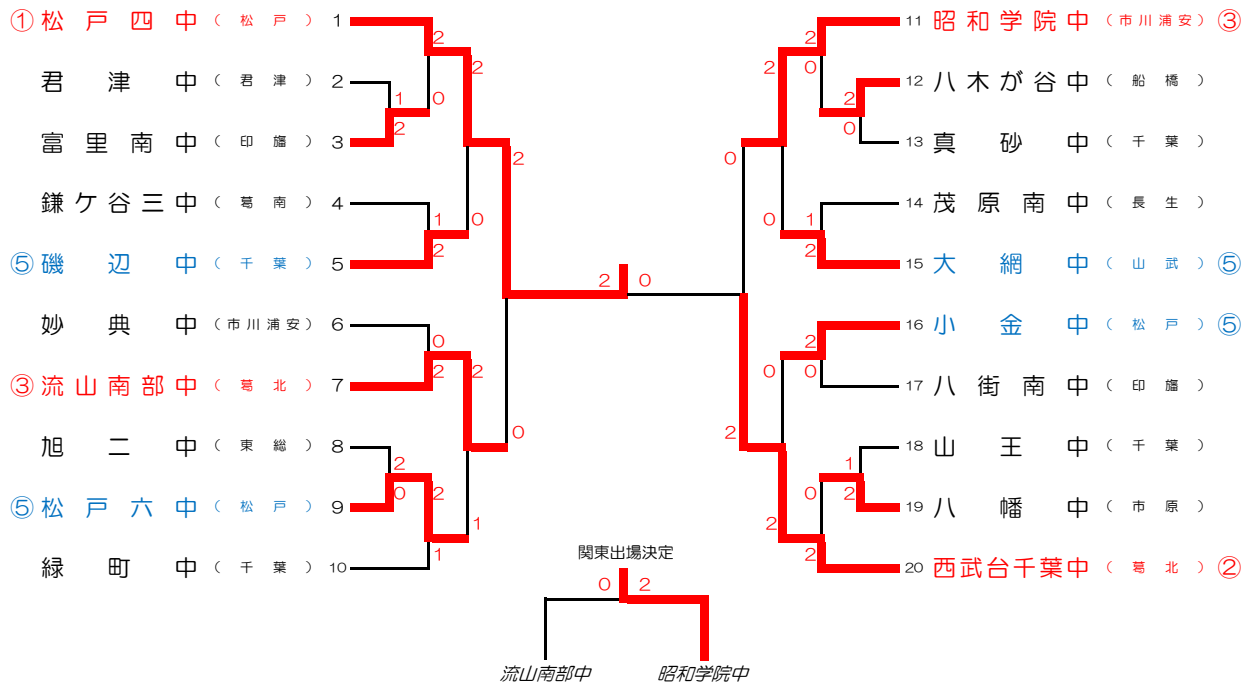 ①松戸四中（松戸）1
君津中（君津）2
富里南中（印旛）3
鎌ケ谷三中（葛南）4
⑤磯辺中（千葉）5
妙典中（市川浦安）6
③流山南部中（葛北）7
旭二中（東総）8
⑤松戸六中（松戸）9
緑町中（千葉）10
2
2
1
0
2
2
1
0
2
0
2
2
0
2
0
2
1
1
2
0
11 昭和学院中（市川浦安）③
12 八木が谷中（船橋）
13 真砂中（千葉）
14 茂原南中（長生）
15 大網中（山武）⑤
16 小金中（松戸）⑤
17 八街南中（印旛）
18 山王中（千葉）
19 八幡中（市原）
20 西武台千葉中（葛北）②
2
2
0
2
0
0
0
1
2
2
0
0
2
1
0
2
2
2
関東出場決定
0 2
流山南部中
昭和学院中